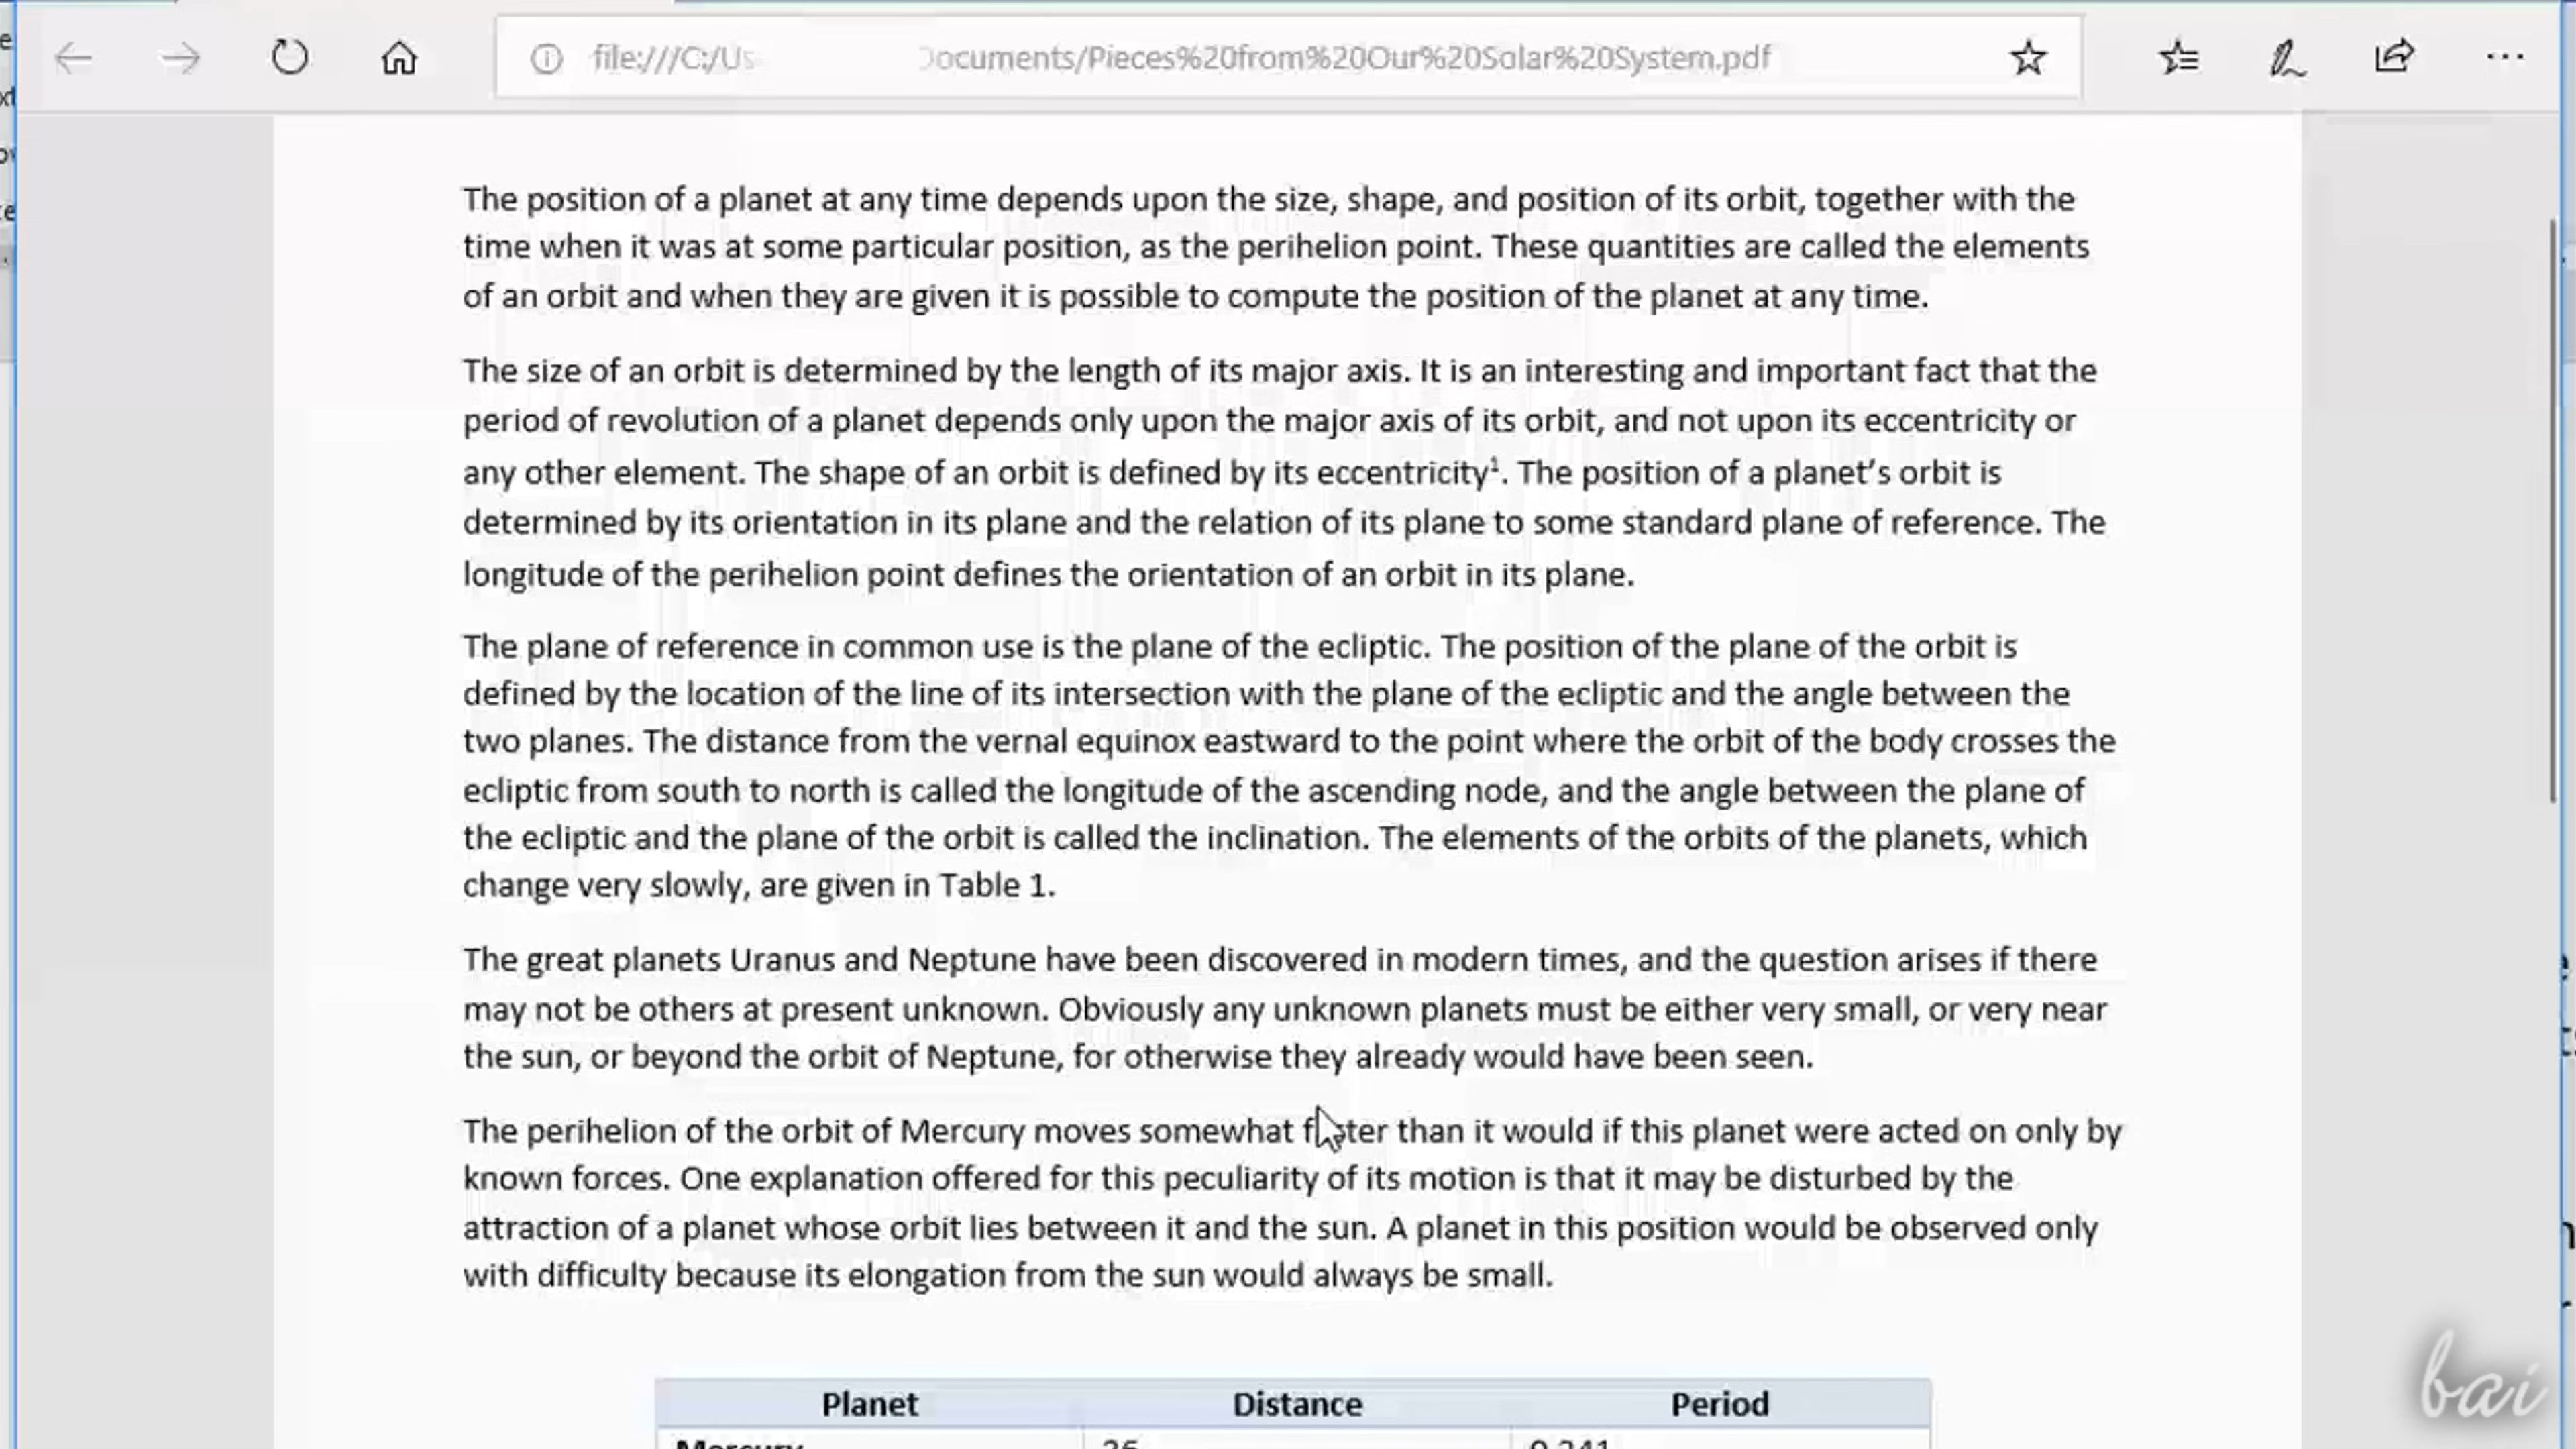 file:///C:/Us Documents/Pieces%20from%20Our%20Solar%20System.pdf
The position of a planet at any time depends upon the size, shape, and position of its orbit, together with the
time when it was at some particular position, as the perihelion point. These quantities are called the elements
of an orbit and when they are given it is possible to compute the position of the planet at any time.
The size of an orbit is determined by the length of its major axis. It is an interesting and important fact that the
period of revolution of a planet depends only upon the major axis of its orbit, and not upon its eccentricity or
any other element. The shape of an orbit is defined by its eccentricity¹. The position of a planet’s orbit is
determined by its orientation in its plane and the relation of its plane to some standard plane of reference. The
longitude of the perihelion point defines the orientation of an orbit in its plane.
The plane of reference in common use is the plane of the ecliptic. The position of the plane of the orbit is
defined by the location of the line of its intersection with the plane of the ecliptic and the angle between the
two planes. The distance from the vernal equinox eastward to the point where the orbit of the body crosses the
ecliptic from south to north is called the longitude of the ascending node, and the angle between the plane of
the ecliptic and the plane of the orbit is called the inclination. The elements of the orbits of the planets, which
change very slowly, are given in Table 1.
The great planets Uranus and Neptune have been discovered in modern times, and the question arises if there
may not be others at present unknown. Obviously any unknown planets must be either very small, or very near
the sun, or beyond the orbit of Neptune, for otherwise they already would have been seen.
The perihelion of the orbit of Mercury moves somewhat faster than it would if this planet were acted on only by
known forces. One explanation offered for this peculiarity of its motion is that it may be disturbed by the
attraction of a planet whose orbit lies between it and the sun. A planet in this position would be observed only
with difficulty because its elongation from the sun would always be small.
Planet Distance Period
Mercury 36 0.241
bai